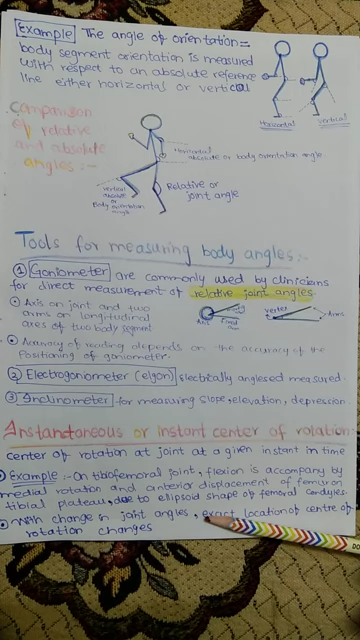 Example The angle of orientation=
body segment orientation is measured
with respect to an absolute reference
line either horizontal or vertical
Horizontal
vertical
Comparision
of relative
and absolute
angles:-
Horizontal
absolute or body orientation angle.
vertical
absolute
or
Body orientation
angle
Relative or
joint angle
Tools for measuring body angles:-
① Goniometer are commonly used by clinicians
for direct measurement of relative joint angles.
Axis on joint and two
arms on longitudinal
axes of two body segment
Axis
fixed
arm
verter
Arms
Accuracy of reading depends on the accuracy of the
Positioning of goniometer.
② Electrogoniometer (elgon) electrically angles measured.
③ Inclinometer for measuring slope, elevation, depression.
Anstantaneous or instant center of rotation:
center of rotation at joint at a given instant in time
Example :- On tibiofemoral joint, flexion is accompany by
medial rotation and anterior displacement of femur on
tibial plateau, due to ellipsoid shape of femoral condyles.
with change in joint angles, exact location of centre of
rotation changes